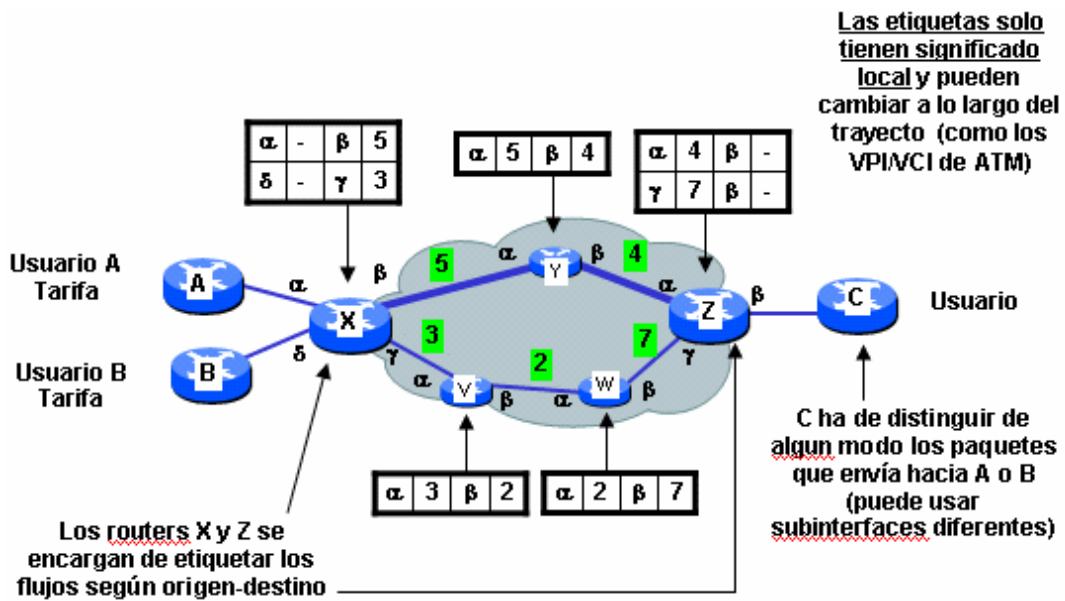 Las etiquetas solo
tienen significado
local y pueden
cambiar a lo largo del
trayecto (como los
VPI/VCI de ATM)
α - β 5
δ - γ 3
α 5 β 4
α 4 β -
γ 7 β -
Usuario A
Tarifa
A
α
β
5
α
Y
β
4
α
Z
β
C
Usuario
X
Usuario B
Tarifa
B
δ
γ
3
α
V
β
2
α
W
β
7
γ
α 3 β 2
α 2 β 7
C ha de distinguir de
algun modo los paquetes
que envía hacia A o B
(puede usar
subinterfaces diferentes)
Los routers X y Z se
encargan de etiquetar los
flujos según origen-destino